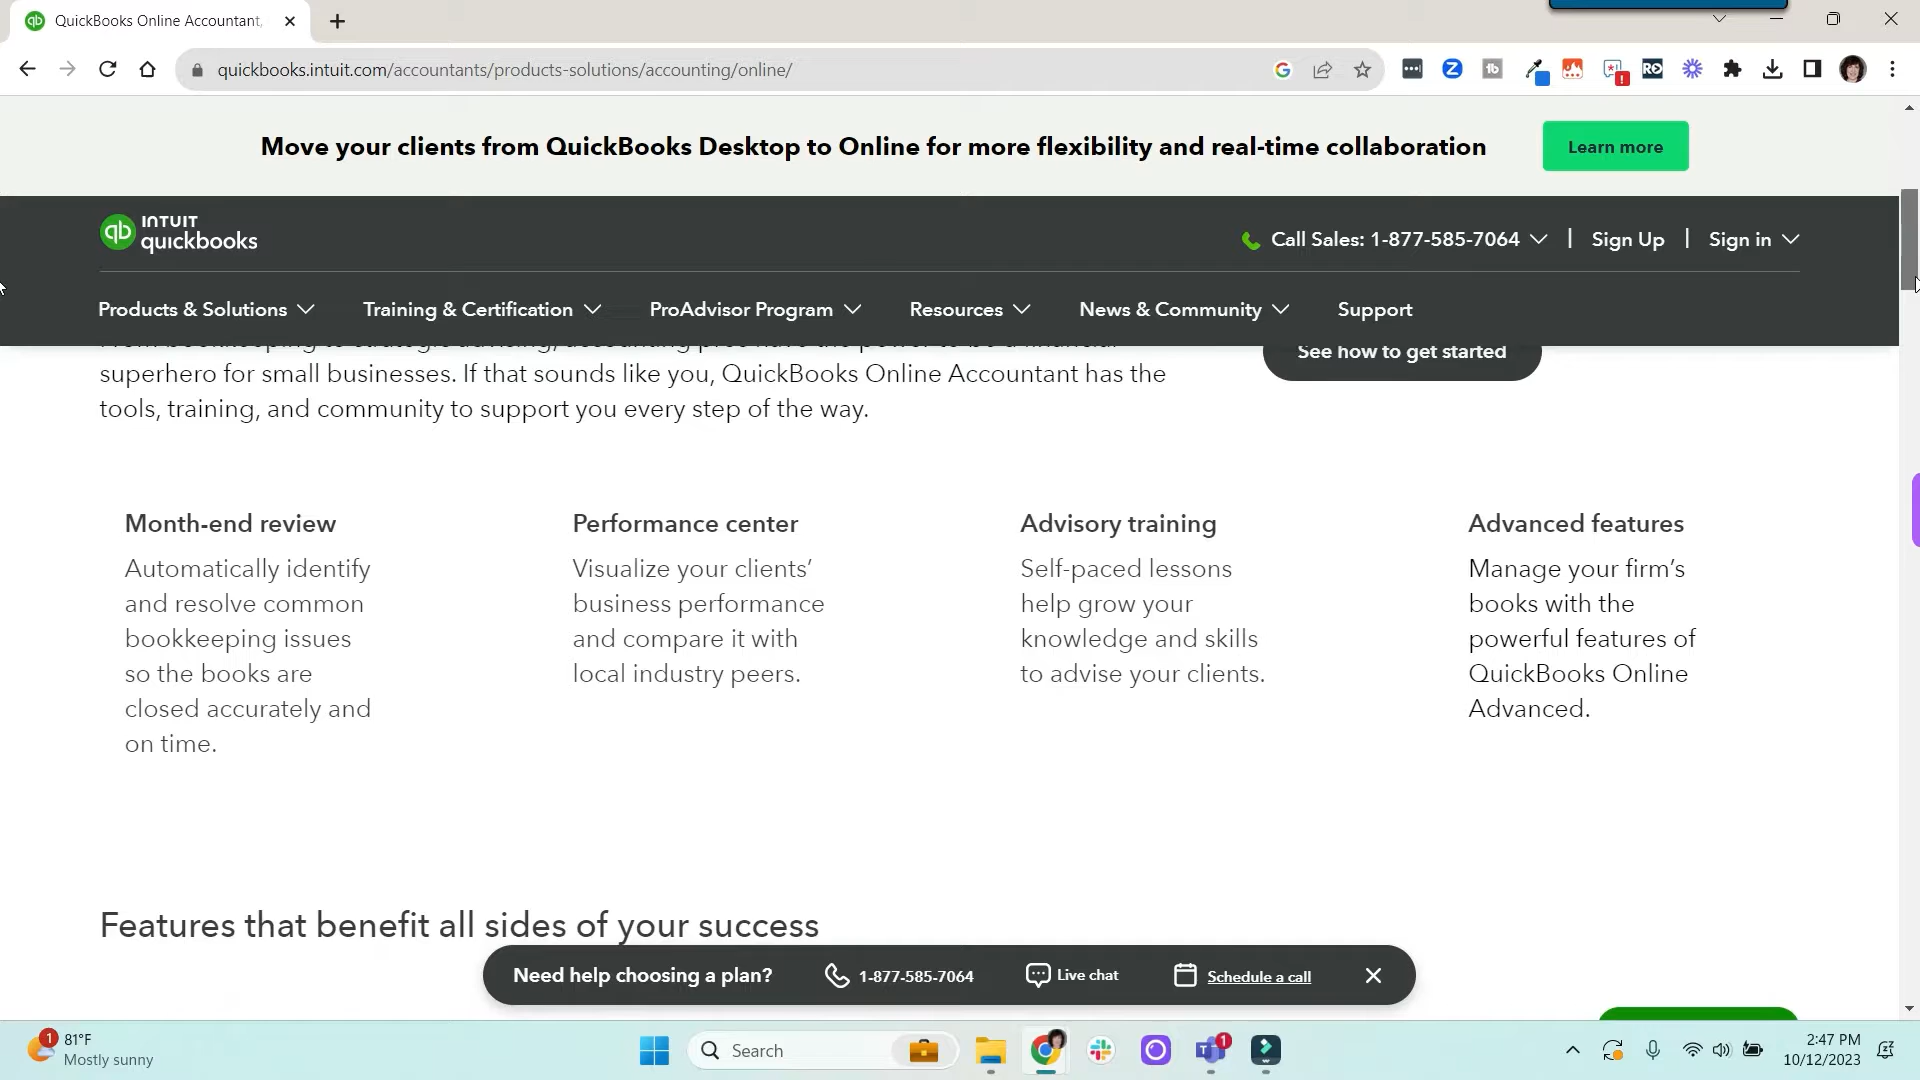 QuickBooks Online Accountant,
quickbooks.intuit.com/accountants/products-solutions/accounting/online/
Move your clients from QuickBooks Desktop to Online for more flexibility and real-time collaboration
Learn more
INTUIT
quickbooks
Call Sales: 1-877-585-7064
Sign Up
Sign in
Products & Solutions
Training & Certification
ProAdvisor Program
Resources
News & Community
Support
superhero for small businesses. If that sounds like you, QuickBooks Online Accountant has the
tools, training, and community to support you every step of the way.
See how to get started
Month-end review
Automatically identify
and resolve common
bookkeeping issues
so the books are
closed accurately and
on time.
Performance center
Visualize your clients’
business performance
and compare it with
local industry peers.
Advisory training
Self-paced lessons
help grow your
knowledge and skills
to advise your clients.
Advanced features
Manage your firm’s
books with the
powerful features of
QuickBooks Online
Advanced.
Features that benefit all sides of your success
Need help choosing a plan?
1-877-585-7064
Live chat
Schedule a call
1
81°F
Mostly sunny
Search
1
2:47 PM
10/12/2023